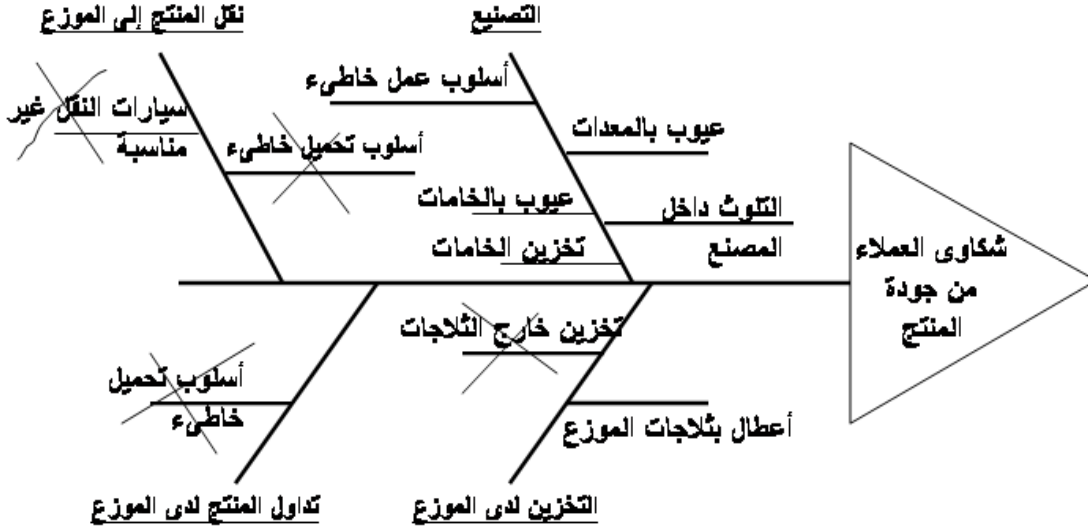 نقل المنتج إلى الموزع
التصنيع
أسلوب عمل خاطىء
سيارات النقل غير
مناسبة
عيوب بالمعدات
أسلوب تحميل خاطىء
عيوب بالخامات
التلوث داخل
المصنع
تخزين الخامات
شكاوى العملاء
من جودة
المنتج
تخزين خارج الثلاجات
أسلوب تحميل
خاطىء
أعطال بثلاجات الموزع
التخزين لدى الموزع
تداول المنتج لدى الموزع